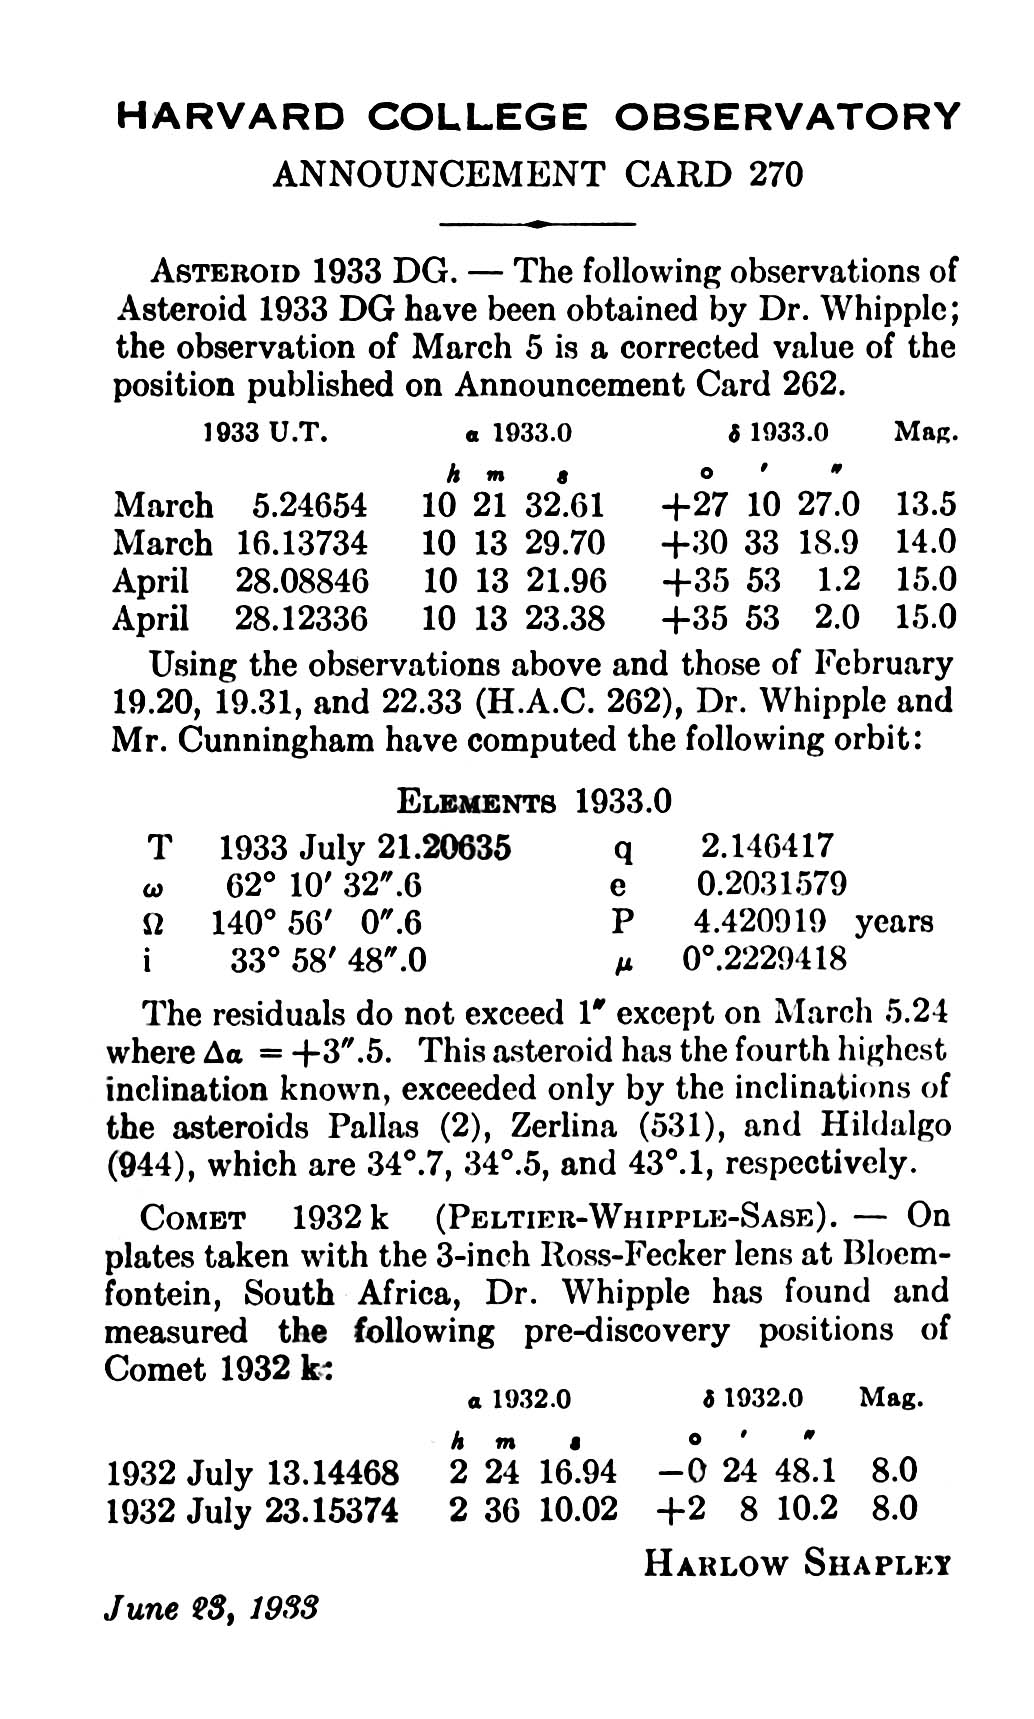 HARVARD COLLEGE OBSERVATORY
ANNOUNCEMENT CARD 270
ASTEROID 1933 DG. — The following observations of
Asteroid 1933 DG have been obtained by Dr. Whipple;
the observation of March 5 is a corrected value of the
position published on Announcement Card 262.
1933 U.T. α 1933.0 δ 1933.0 Mag.
h m s ° ′ ″
March 5.24654 10 21 32.61 +27 10 27.0 13.5
March 16.13734 10 13 29.70 +30 33 18.9 14.0
April 28.08846 10 13 21.96 +35 53 1.2 15.0
April 28.12336 10 13 23.38 +35 53 2.0 15.0
Using the observations above and those of February
19.20, 19.31, and 22.33 (H.A.C. 262), Dr. Whipple and
Mr. Cunningham have computed the following orbit:
ELEMENTS 1933.0
T 1933 July 21.20635 q 2.146417
ω 62° 10′ 32″.6 e 0.2031579
Ω 140° 56′ 0″.6 P 4.420919 years
i 33° 58′ 48″.0 μ 0°.2229418
The residuals do not exceed 1″ except on March 5.24
where Δα = +3″.5. This asteroid has the fourth highest
inclination known, exceeded only by the inclinations of
the asteroids Pallas (2), Zerlina (531), and Hildalgo
(944), which are 34°.7, 34°.5, and 43°.1, respectively.
COMET 1932 k (PELTIER-WHIPPLE-SASE). — On
plates taken with the 3-inch Ross-Fecker lens at Bloem-
fontein, South Africa, Dr. Whipple has found and
measured the following pre-discovery positions of
Comet 1932 k:
α 1932.0 δ 1932.0 Mag.
h m s ° ′ ″
1932 July 13.14468 2 24 16.94 −0 24 48.1 8.0
1932 July 23.15374 2 36 10.02 +2 8 10.2 8.0
HARLOW SHAPLEY
June 23, 1933